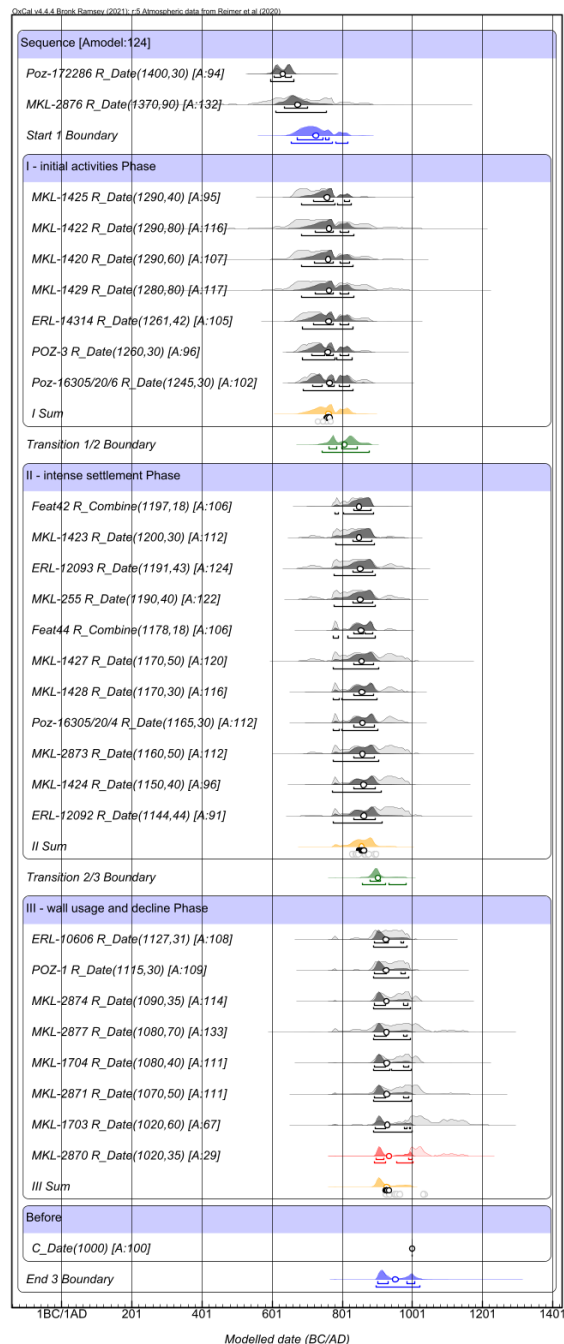 OxCal v4.4.4 Bronk Ramsey (2021); r:5 Atmospheric data from Reimer et al (2020)
Sequence [Amodel:124]
Poz-172286 R_Date(1400,30) [A:94]
MKL-2876 R_Date(1370,90) [A:132]
Start 1 Boundary
I - initial activities Phase
MKL-1425 R_Date(1290,40) [A:95]
MKL-1422 R_Date(1290,80) [A:116]
MKL-1420 R_Date(1290,60) [A:107]
MKL-1429 R_Date(1280,80) [A:117]
ERL-14314 R_Date(1261,42) [A:105]
POZ-3 R_Date(1260,30) [A:96]
Poz-16305/20/6 R_Date(1245,30) [A:102]
I Sum
Transition 1/2 Boundary
II - intense settlement Phase
Feat42 R_Combine(1197,18) [A:106]
MKL-1423 R_Date(1200,30) [A:112]
ERL-12093 R_Date(1191,43) [A:124]
MKL-255 R_Date(1190,40) [A:122]
Feat44 R_Combine(1178,18) [A:106]
MKL-1427 R_Date(1170,50) [A:120]
MKL-1428 R_Date(1170,30) [A:116]
Poz-16305/20/4 R_Date(1165,30) [A:112]
MKL-2873 R_Date(1160,50) [A:112]
MKL-1424 R_Date(1150,40) [A:96]
ERL-12092 R_Date(1144,44) [A:91]
II Sum
Transition 2/3 Boundary
III - wall usage and decline Phase
ERL-10606 R_Date(1127,31) [A:108]
POZ-1 R_Date(1115,30) [A:109]
MKL-2874 R_Date(1090,35) [A:114]
MKL-2877 R_Date(1080,70) [A:133]
MKL-1704 R_Date(1080,40) [A:111]
MKL-2871 R_Date(1070,50) [A:111]
MKL-1703 R_Date(1020,60) [A:67]
MKL-2870 R_Date(1020,35) [A:29]
III Sum
Before
C_Date(1000) [A:100]
End 3 Boundary
1BC/1AD 201 401 601 801 1001 1201 1401
Modelled date (BC/AD)